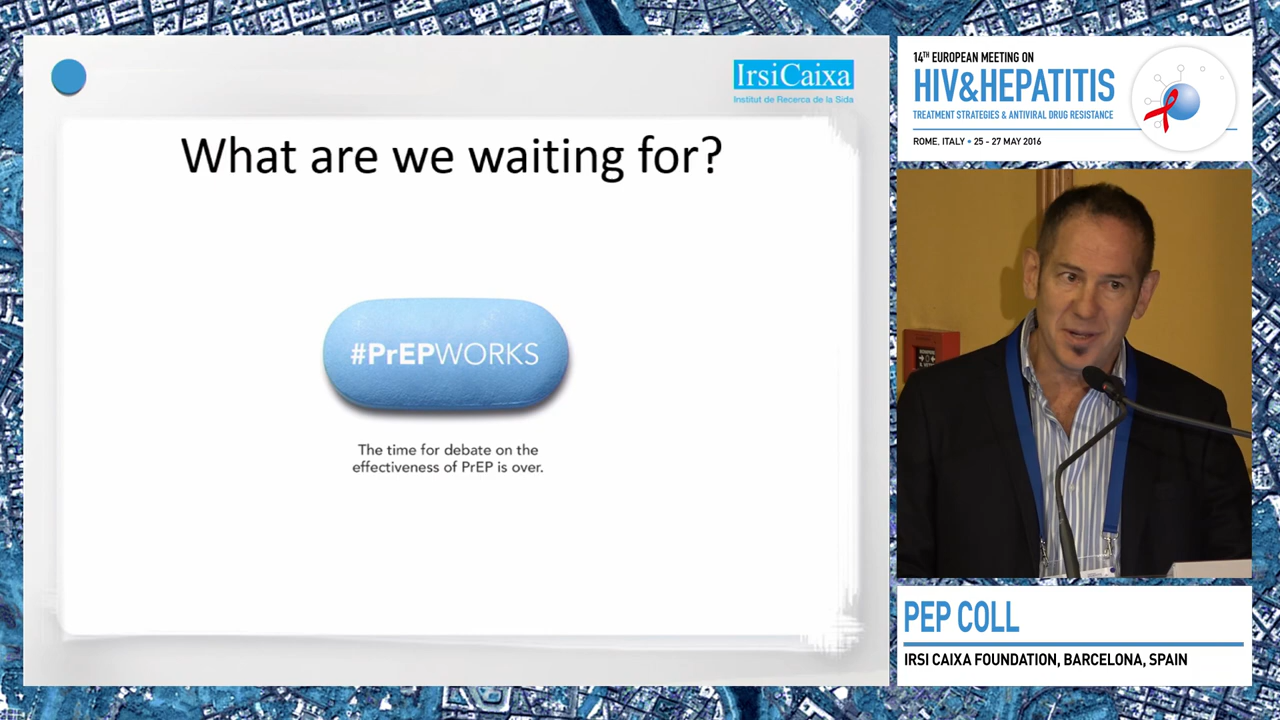 IrsiCaixa
Institut de Recerca de la Sida
What are we waiting for?
#PrEPWORKS
The time for debate on the
effectiveness of PrEP is over.
14TH EUROPEAN MEETING ON
HIV&HEPATITIS
TREATMENT STRATEGIES & ANTIVIRAL DRUG RESISTANCE
ROME, ITALY • 25 - 27 MAY 2016
PEP COLL
IRSI CAIXA FOUNDATION, BARCELONA, SPAIN